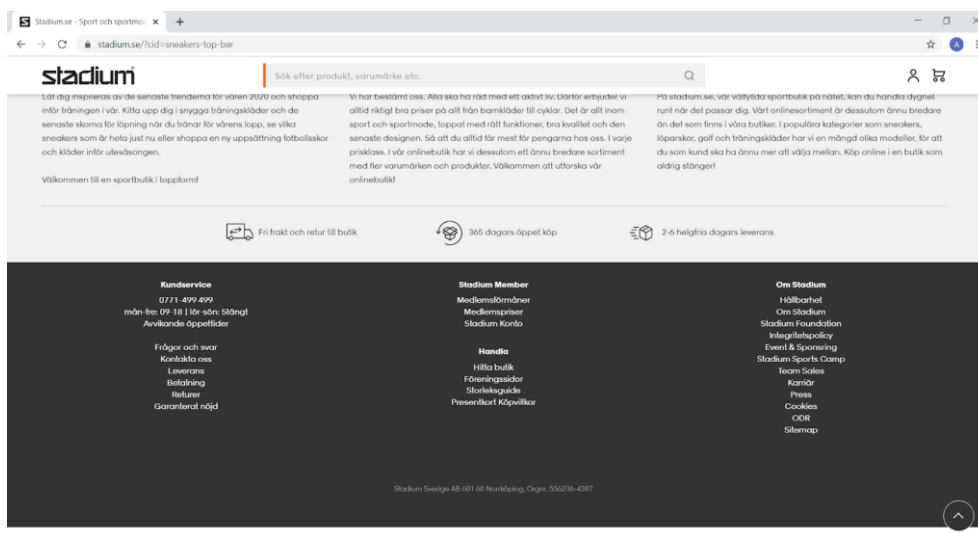 Stadium.se - Sport och sportmod
stadium.se/?cid=sneakers-top-bar
A
stadium
Sök efter produkt, varumärke etc.
Låt dig inspireras av de senaste trenderna för våren 2020 och shoppa
inför träningen i vår. Kitta upp dig i snygga träningskläder och de
senaste skorna för löpning när du tränar för vårens lopp, se vilka
sneakers som är heta just nu eller shoppa en ny uppsättning fotbollsskor
och kläder inför utesäsongen.
Välkommen till en sportbutik i toppform!
Vi har bestämt oss. Alla ska ha råd med ett aktivt liv. Därför erbjuder vi
alltid riktigt bra priser på allt från barnkläder till cyklar. Det är allt inom
sport och sportmode, toppat med rätt funktioner, bra kvalitet och den
senaste designen. Så att du alltid får mest för pengarna hos oss. I varje
prisklass. I vår onlinebutik har vi dessutom ett ännu bredare sortiment
med fler varumärken och produkter. Välkommen att utforska vår
onlinebutik!
På stadium.se, vår välfyllda sportbutik på nätet, kan du handla dygnet
runt när det passar dig. Vårt onlinesortiment är dessutom ännu bredare
än det som finns i våra butiker. I populära kategorier som sneakers,
löparskor, golf och träningskläder har vi en mängd olika modeller, för att
du som kund ska ha ännu mer att välja mellan. Köp online i en butik som
aldrig stänger!
Fri frakt och retur till butik
365 dagars öppet köp
2-6 helgfria dagars leverans
Kundservice
0771-499 499
mån-fre: 09-18 | lör-sön: Stängt
Avvikande öppettider
Frågor och svar
Kontakta oss
Leverans
Betalning
Returer
Garanterat nöjd
Stadium Member
Medlemsförmåner
Medlemspriser
Stadium Konto
Handla
Hitta butik
Föreningssidor
Storleksguide
Presentkort Köpvillkor
Om Stadium
Hållbarhet
Om Stadium
Stadium Foundation
Integritetspolicy
Event & Sponsring
Stadium Sports Camp
Team Sales
Karriär
Press
Cookies
ODR
Sitemap
Stadium Sverige AB 601 60 Norrköping, Orgnr. 556236-4397